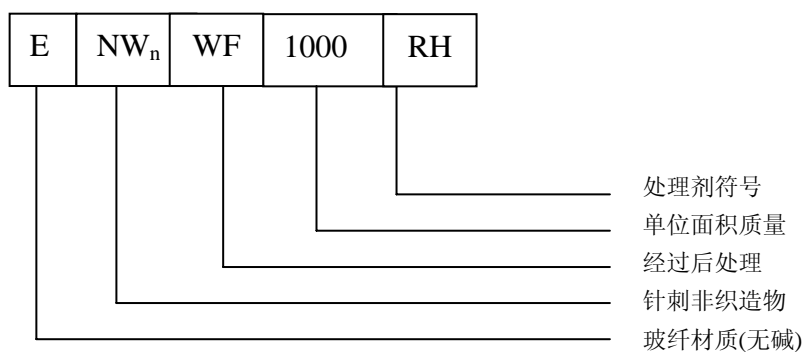 E NWₙ WF 1000 RH
处理剂符号
单位面积质量
经过后处理
针刺非织造物
玻纤材质(无碱)